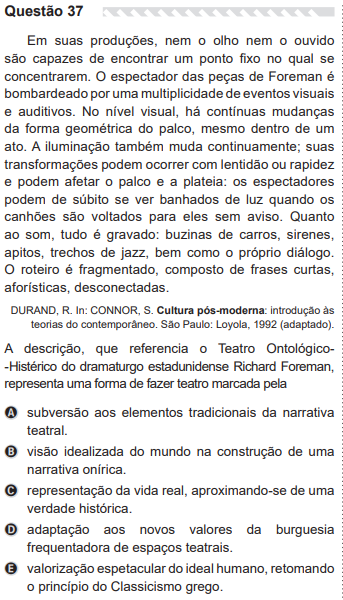 Questão 37
Em suas produções, nem o olho nem o ouvido
são capazes de encontrar um ponto fixo no qual se
concentrarem. O espectador das peças de Foreman é
bombardeado por uma multiplicidade de eventos visuais
e auditivos. No nível visual, há contínuas mudanças
da forma geométrica do palco, mesmo dentro de um
ato. A iluminação também muda continuamente; suas
transformações podem ocorrer com lentidão ou rapidez
e podem afetar o palco e a plateia: os espectadores
podem de súbito se ver banhados de luz quando os
canhões são voltados para eles sem aviso. Quanto
ao som, tudo é gravado: buzinas de carros, sirenes,
apitos, trechos de jazz, bem como o próprio diálogo.
O roteiro é fragmentado, composto de frases curtas,
aforísticas, desconectadas.
DURAND, R. In: CONNOR, S. Cultura pós-moderna: introdução às
teorias do contemporâneo. São Paulo: Loyola, 1992 (adaptado).
A descrição, que referencia o Teatro Ontológico-
-Histérico do dramaturgo estadunidense Richard Foreman,
representa uma forma de fazer teatro marcada pela
A subversão aos elementos tradicionais da narrativa
teatral.
B visão idealizada do mundo na construção de uma
narrativa onírica.
C representação da vida real, aproximando-se de uma
verdade histórica.
D adaptação aos novos valores da burguesia
frequentadora de espaços teatrais.
E valorização espetacular do ideal humano, retomando
o princípio do Classicismo grego.